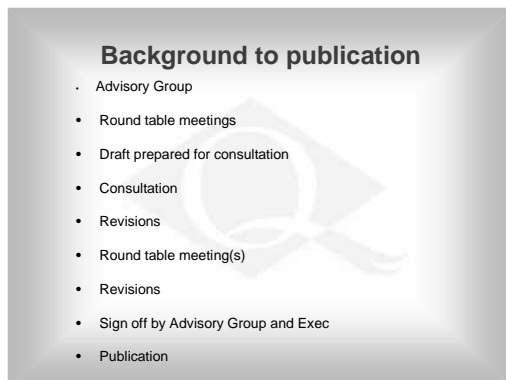 Background to publication
• Advisory Group
• Round table meetings
• Draft prepared for consultation
• Consultation
• Revisions
• Round table meeting(s)
• Revisions
• Sign off by Advisory Group and Exec
• Publication